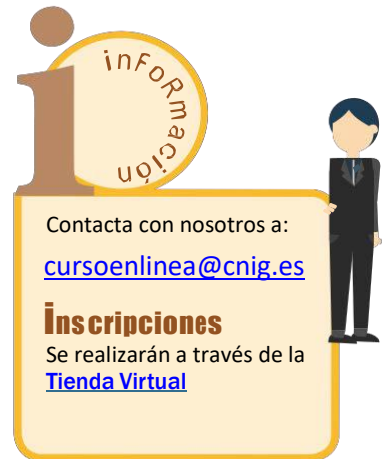 i
inFoRmación
Contacta con nosotros a:
cursoenlinea@cnig.es
inscripciones
Se realizarán a través de la
Tienda Virtual